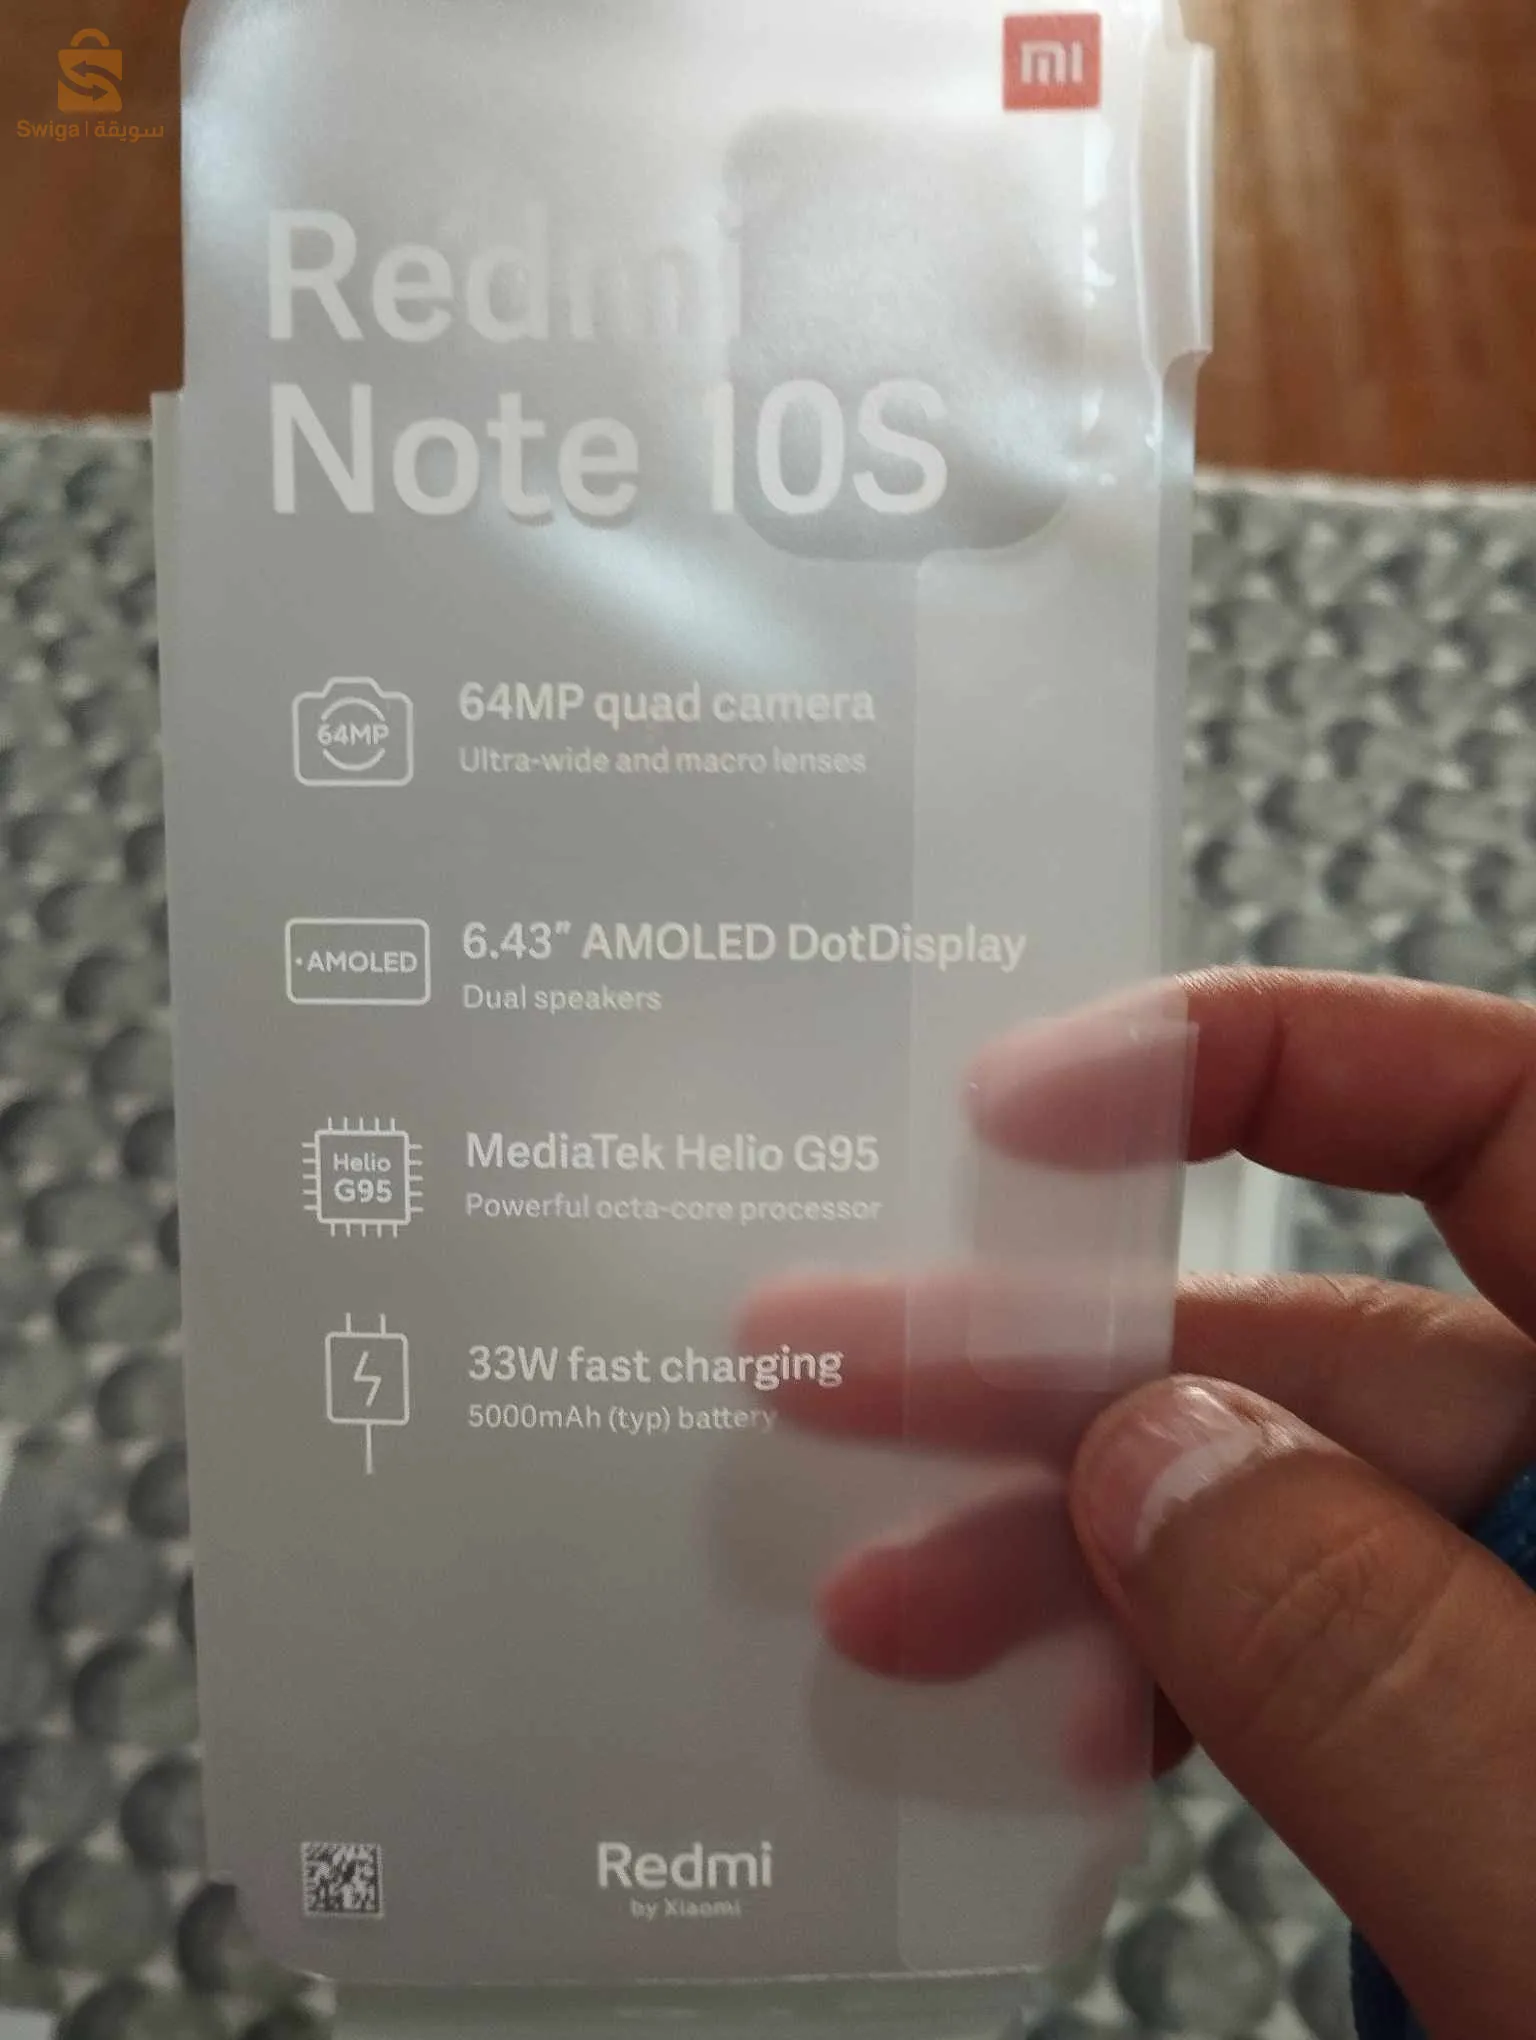 Swiga | سويقة
mi
Redmi
Note 10S
64MP
64MP quad camera
Ultra-wide and macro lenses
AMOLED
6.43" AMOLED DotDisplay
Dual speakers
Helio
G95
MediaTek Helio G95
Powerful octa-core processor
33W fast charging
5000mAh (typ) battery
Redmi
by Xiaomi